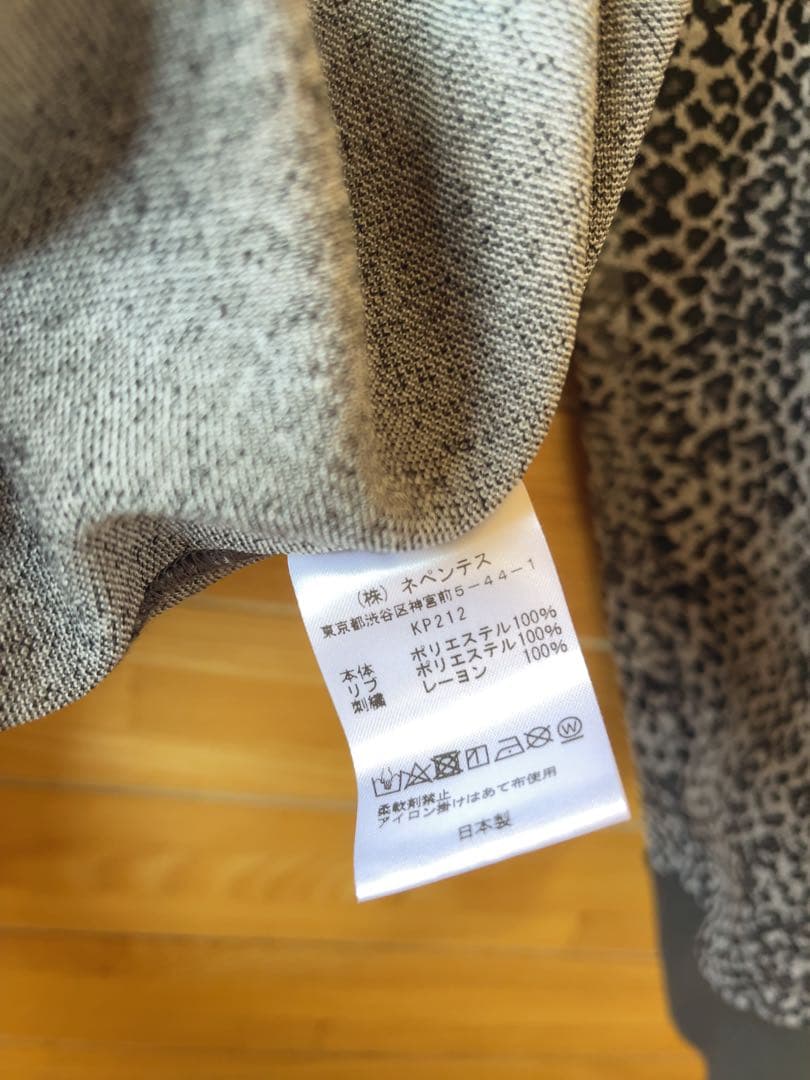 (株) ネペンテス
東京都渋谷区神宮前5-44-1
KP212
本体 ポリエステル100%
リブ ポリエステル100%
刺繍 レーヨン 100%
柔軟剤禁止
アイロン掛けはあて布使用
日本製